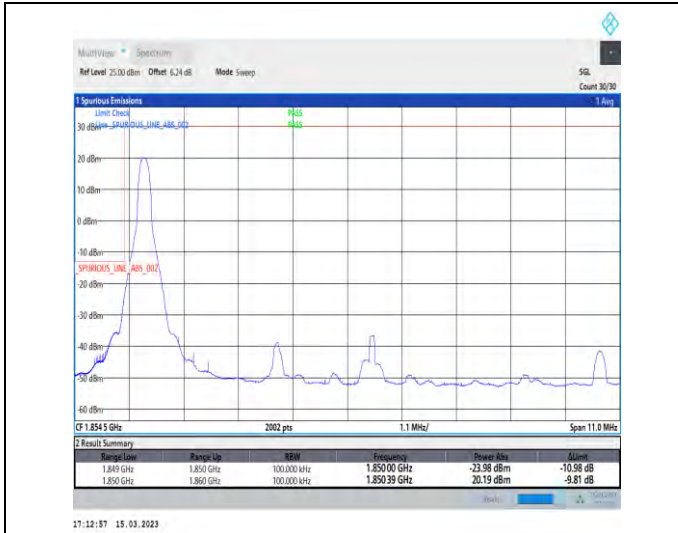 MultiView Spectrum
Ref Level 25.00 dBm Offset 6.24 dB Mode Sweep SGL
Count 30/30
1 Spurious Emissions 1 Avg
Limit Check PASS
30 dBm Line _SPURIOUS_LINE_ABS_002 PASS
20 dBm
10 dBm
0 dBm
-10 dBm
_SPURIOUS_LINE_ABS_002
-20 dBm
-30 dBm
-40 dBm
-50 dBm
-60 dBm
CF 1.8545 GHz 2002 pts 1.1 MHz/ Span 11.0 MHz
2 Result Summary
Range Low Range Up RBW Frequency Power Abs ΔLimit
1.849 GHz 1.850 GHz 100.000 kHz 1.85000 GHz -23.98 dBm -10.98 dB
1.850 GHz 1.860 GHz 100.000 kHz 1.85039 GHz 20.19 dBm -9.81 dB
17:12:57 15.03.2023